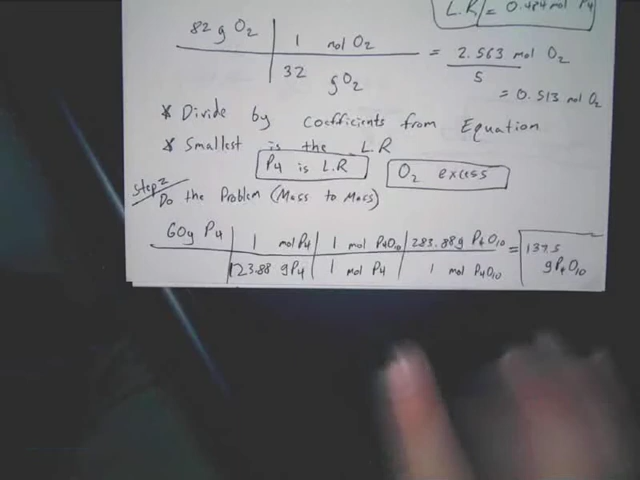 L.R = 0.484 mol P4
82 g O2 | 1 mol O2 = 2.563 mol O2
32 gO2 5
= 0.513 mol O2
* Divide by coefficients from Equation
* Smallest is the L.R
P4 is L.R O2 excess
Step 2
Do the Problem (Mass to Mass)
60g P4 | 1 mol P4 | 1 mol P4O10 | 283.88 g P4O10 = 137.5
123.88 gP4 | 1 mol P4 | 1 mol P4O10 g P4O10